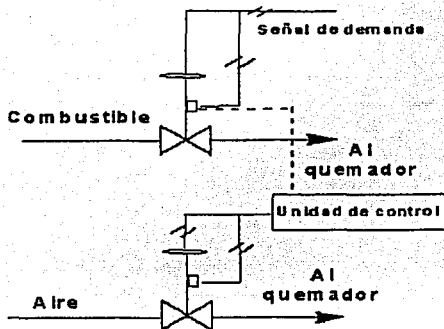 Señal de demanda
Combustible
Al
quemador
Unidad de control
Al
quemador
Aire